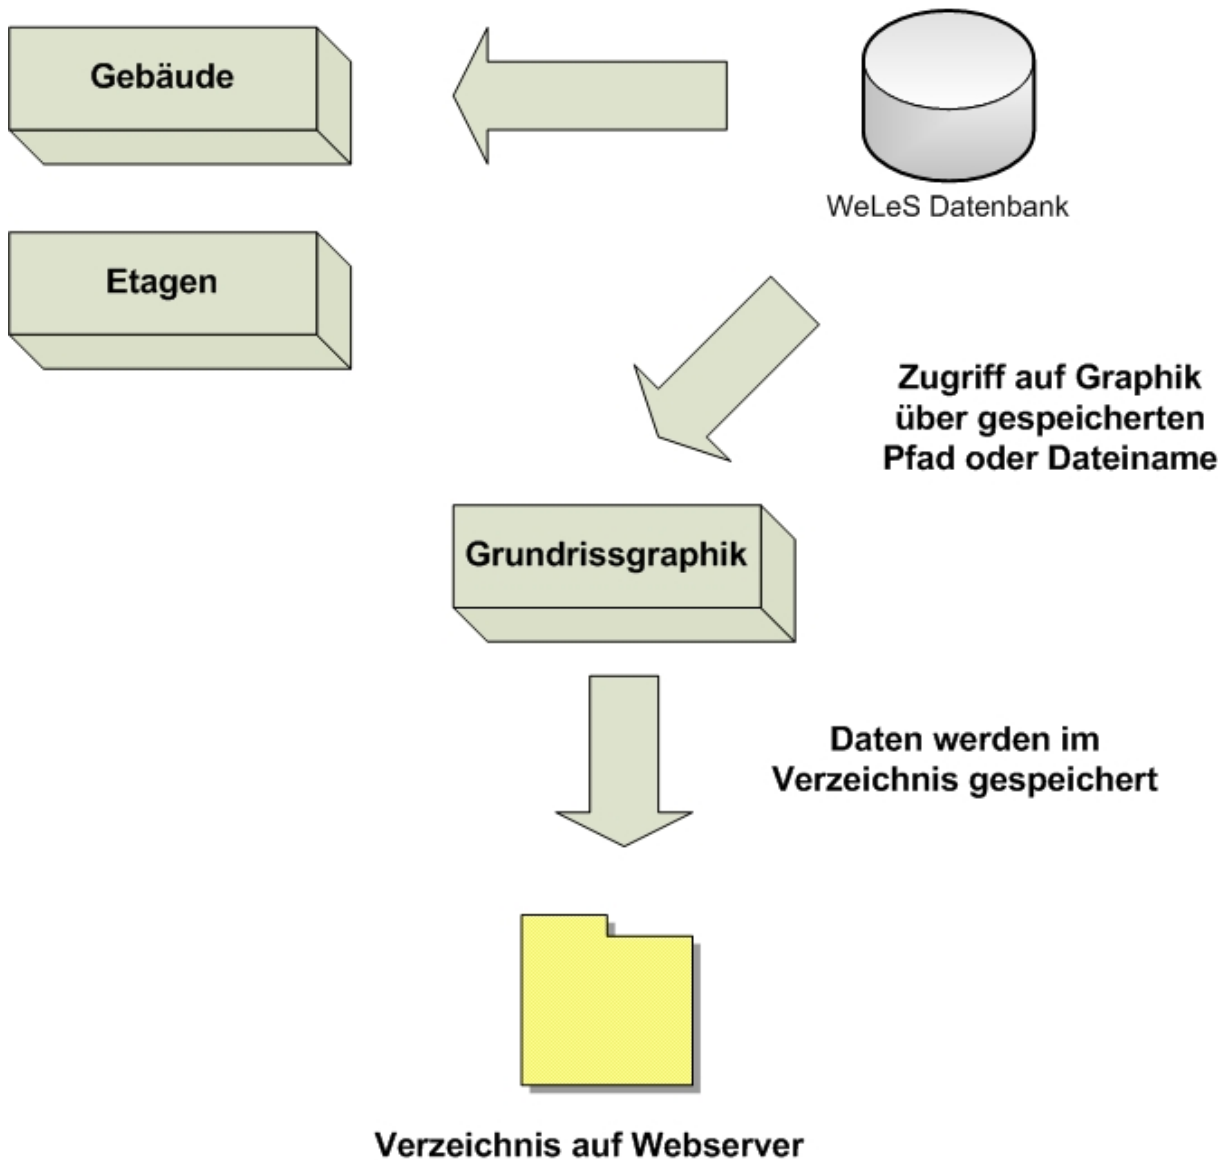 Gebäude
WeLeS Datenbank
Etagen
Zugriff auf Graphik
über gespeicherten
Pfad oder Dateiname
Grundrissgraphik
Daten werden im
Verzeichnis gespeichert
Verzeichnis auf Webserver